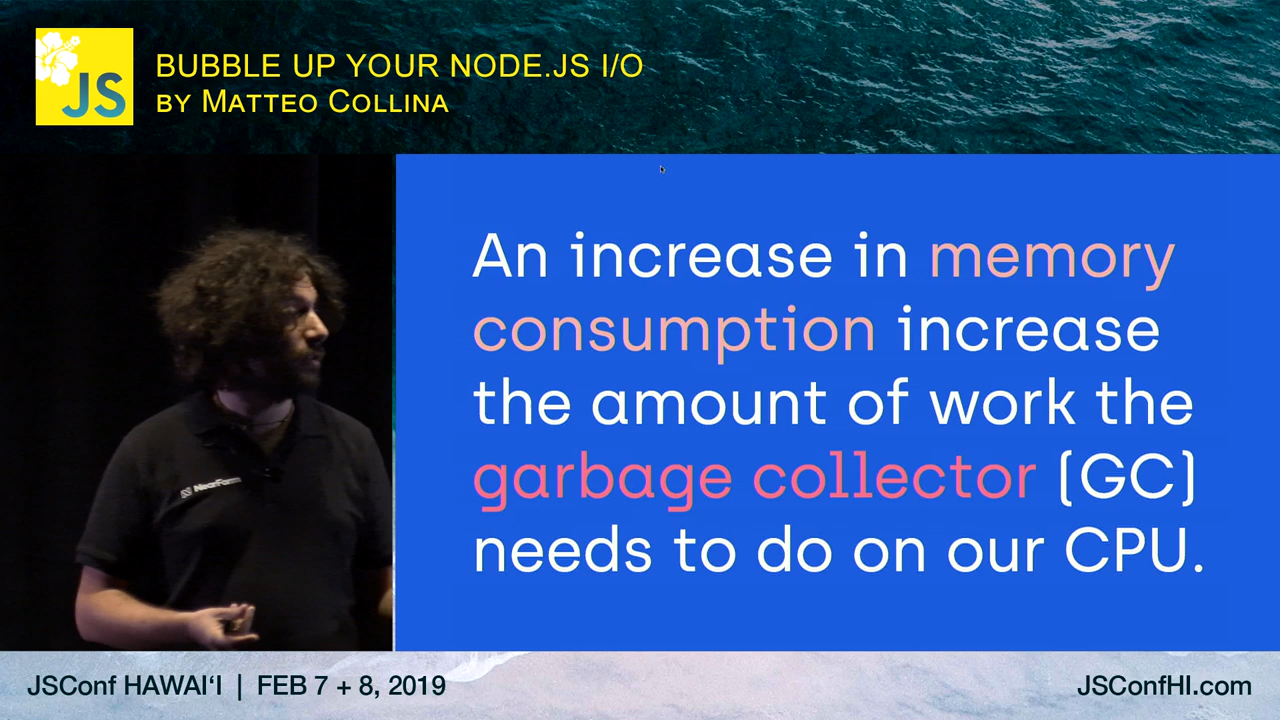 JS
BUBBLE UP YOUR NODE.JS I/O
BY MATTEO COLLINA
An increase in memory
consumption increase
the amount of work the
garbage collector (GC)
needs to do on our CPU.
NearForm
JSConf HAWAI‘I | FEB 7 + 8, 2019
JSConfHI.com